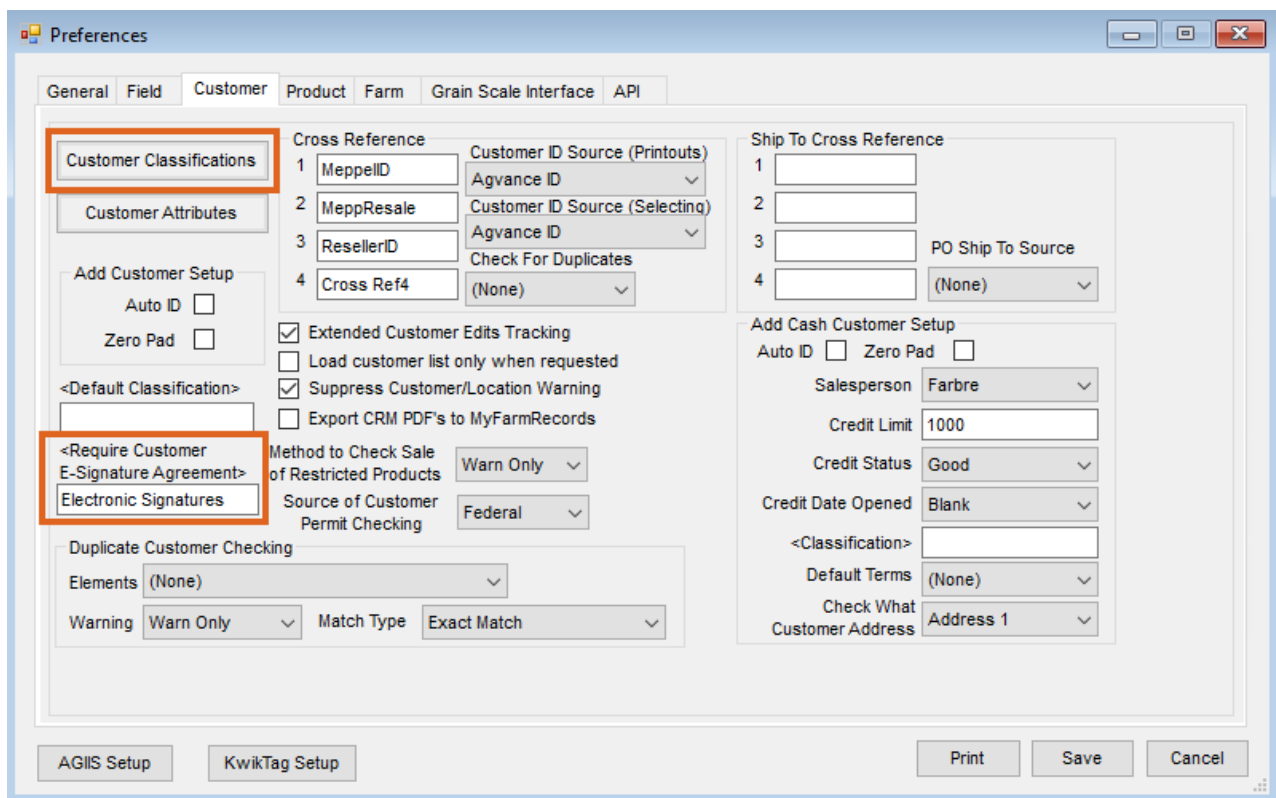 Preferences
General Field Customer Product Farm Grain Scale Interface API
Customer Classifications
Customer Attributes
Add Customer Setup
Auto ID
Zero Pad
<Default Classification>
<Require Customer
E-Signature Agreement>
Electronic Signatures
Cross Reference
1 MeppelID
2 MeppResale
3 ResellerID
4 Cross Ref4
Customer ID Source (Printouts)
Agvance ID
Customer ID Source (Selecting)
Agvance ID
Check For Duplicates
(None)
Extended Customer Edits Tracking
Load customer list only when requested
Suppress Customer/Location Warning
Export CRM PDF's to MyFarmRecords
Method to Check Sale
of Restricted Products
Warn Only
Source of Customer
Permit Checking
Federal
Duplicate Customer Checking
Elements (None)
Warning Warn Only Match Type Exact Match
Ship To Cross Reference
1
2
3
4
PO Ship To Source
(None)
Add Cash Customer Setup
Auto ID Zero Pad
Salesperson Farbre
Credit Limit 1000
Credit Status Good
Credit Date Opened Blank
<Classification>
Default Terms (None)
Check What
Customer Address
Address 1
AGIIS Setup KwikTag Setup Print Save Cancel